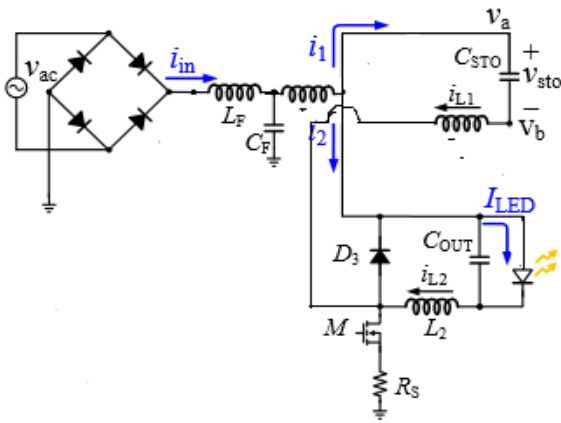 v_a
i_1
C_STO
+
v_ac
i_in
v_sto
i_L1
−
V_b
L_F
C_F
i_2
I_LED
D_3
C_OUT
i_L2
M
L_2
R_S